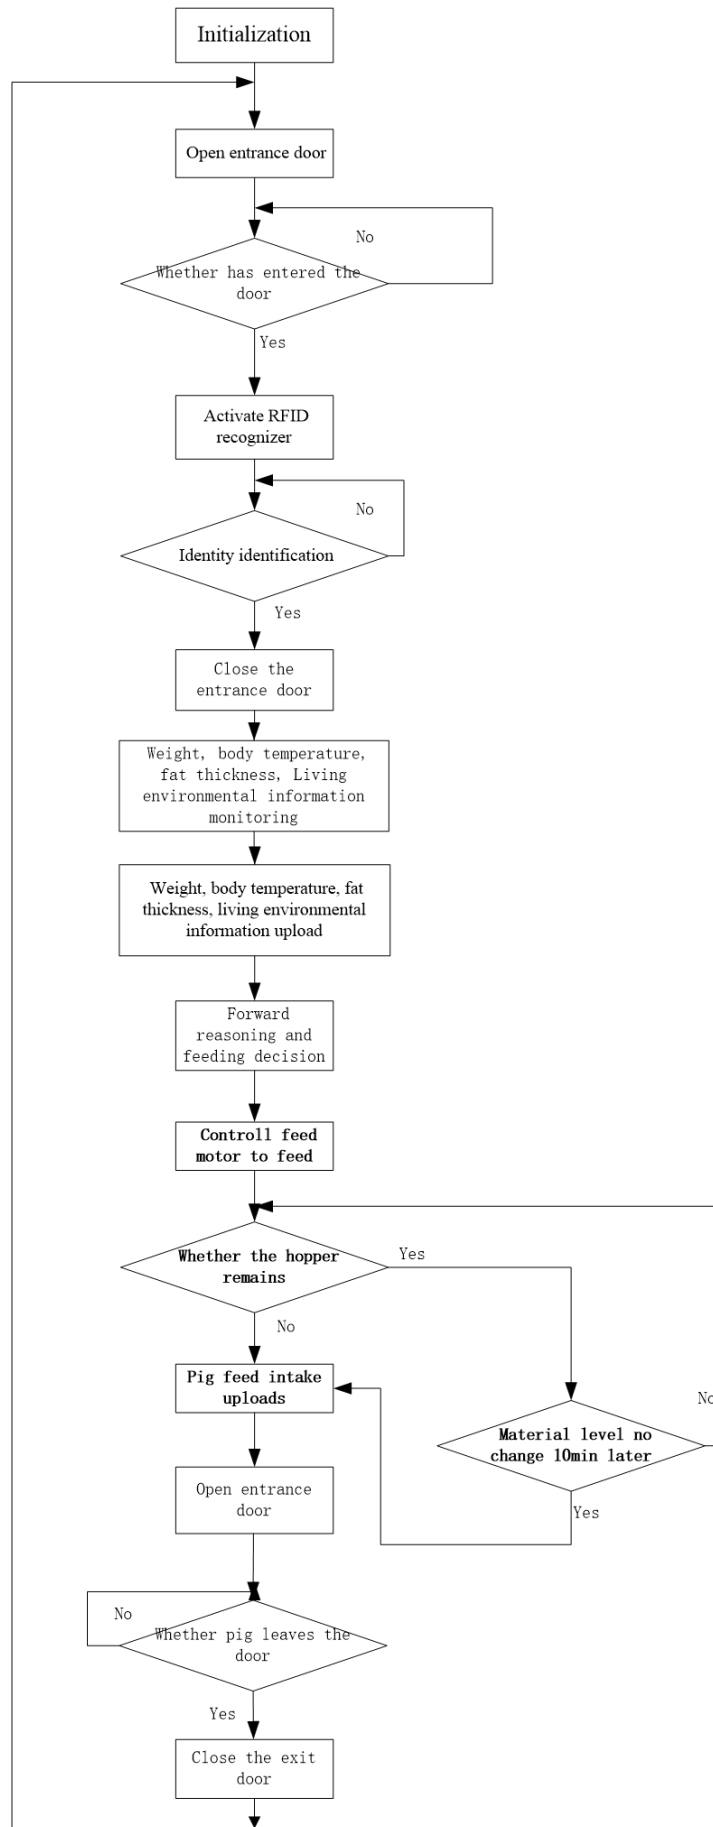 Initialization
Open entrance door
No
Whether has entered the
door
Yes
Activate RFID
recognizer
No
Identity identification
Yes
Close the
entrance door
Weight, body temperature,
fat thickness, Living
environmental information
monitoring
Weight, body temperature, fat
thickness, living environmental
information upload
Forward
reasoning and
feeding decision
Controll feed
motor to feed
Whether the hopper
remains
Yes
No
Pig feed intake
uploads
No
Material level no
change 10min later
Yes
Open entrance
door
No
Whether pig leaves the
door
Yes
Close the exit
door